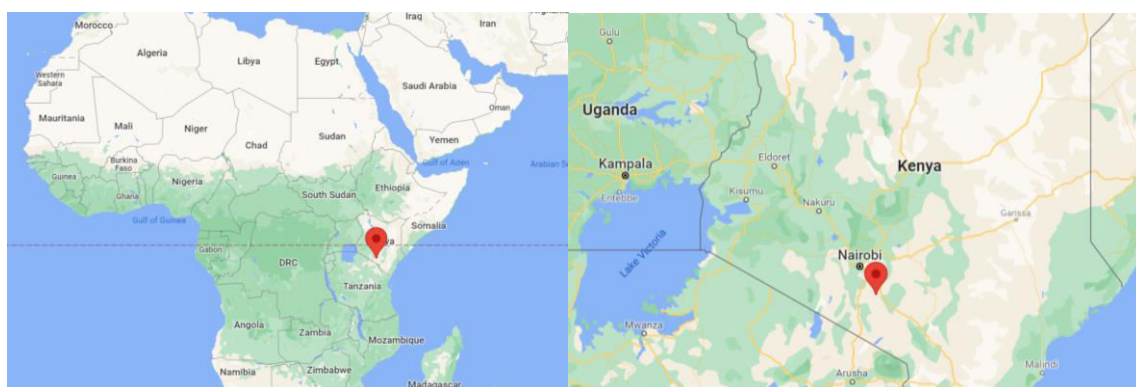 Morocco
Iraq
Iran
Algeria
Libya
Egypt
Western
Sahara
Saudi Arabia
Oman
Mauritania
Mali
Niger
Chad
Sudan
Yemen
Gulf of Aden
Arabian
Burkina
Faso
Guinea
Nigeria
Ghana
South Sudan
Ethiopia
Gulf of Guinea
Somalia
Gabon
DRC
Tanzania
Angola
Zambia
Mozambique
Namibia
Zimbabwe
Madagascar
Gulu
Uganda
Kampala
Entebbe
Eldoret
Kenya
Kisumu
Nakuru
Garissa
Lake Victoria
Nairobi
Mwanza
Arusha
Malindi